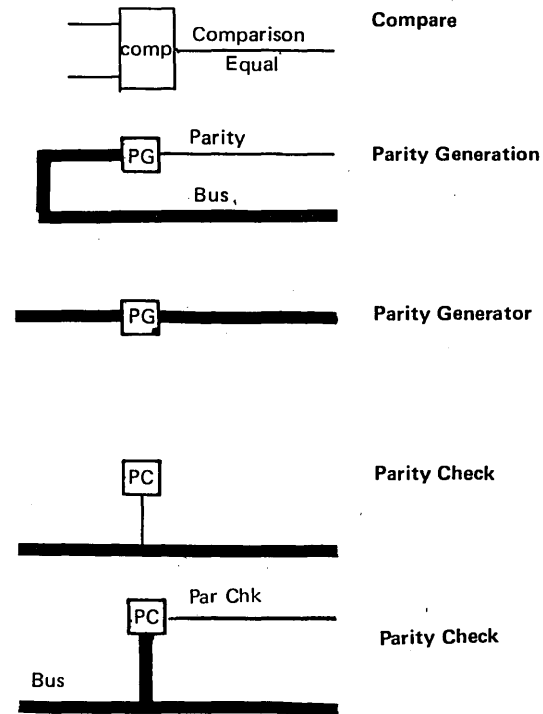 Compare
comp
Comparison
Equal
Parity
PG
Parity Generation
Bus
PG
Parity Generator
PC
Parity Check
Par Chk
PC
Parity Check
Bus